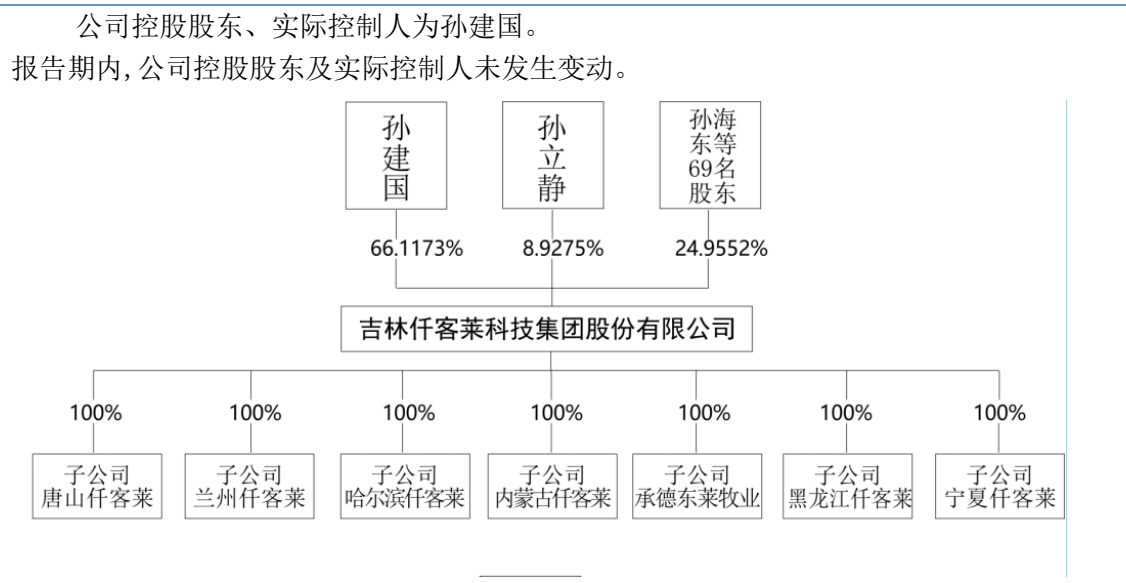 公司控股股东、实际控制人为孙建国。
报告期内,公司控股股东及实际控制人未发生变动。
孙建国
孙立静
孙海
东等
69名
股东
66.1173%
8.9275%
24.9552%
吉林仟客莱科技集团股份有限公司
100%
100%
100%
100%
100%
100%
100%
子公司
唐山仟客莱
子公司
兰州仟客莱
子公司
哈尔滨仟客莱
子公司
内蒙古仟客莱
子公司
承德东莱牧业
子公司
黑龙江仟客莱
子公司
宁夏仟客莱